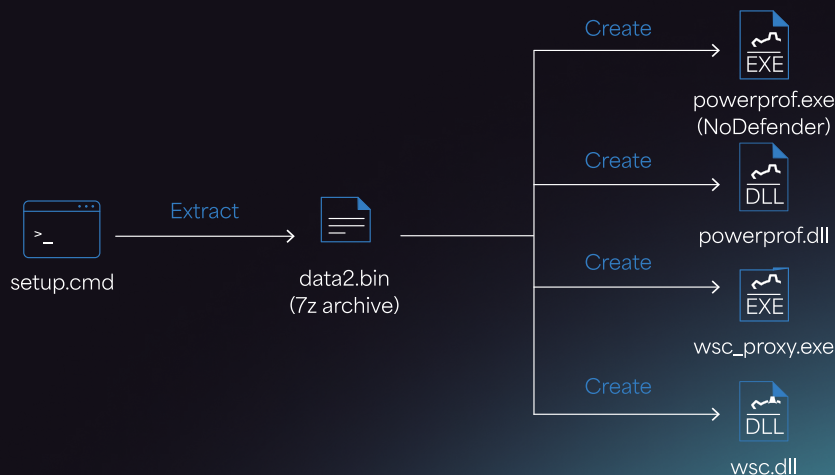 Create
EXE
powerprof.exe
(NoDefender)
Create
DLL
powerprof.dll
Extract
>_
setup.cmd
data2.bin
(7z archive)
Create
EXE
wsc_proxy.exe
Create
DLL
wsc.dll